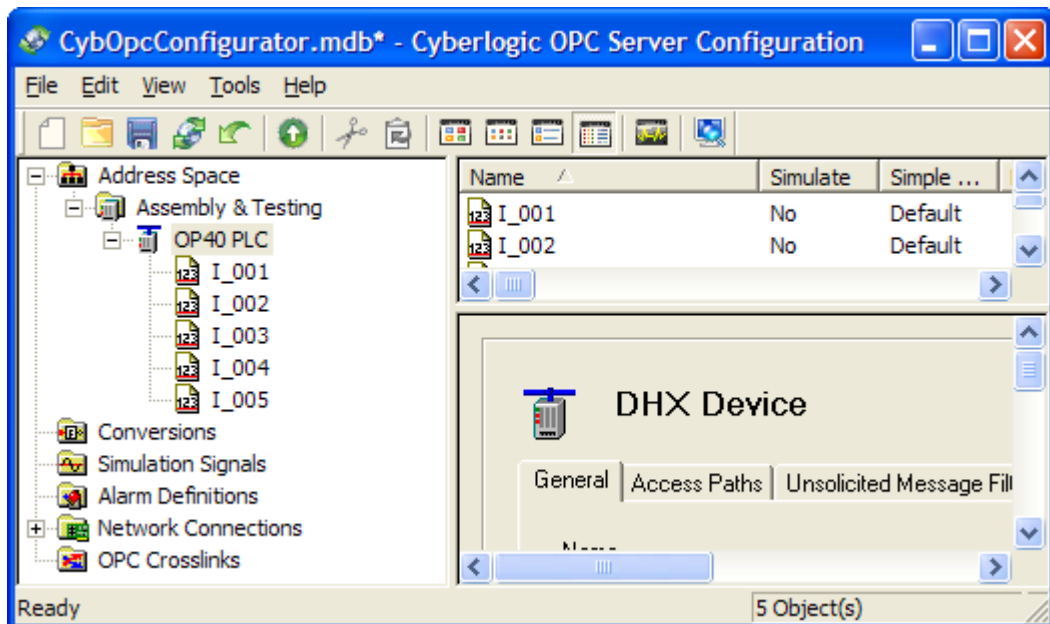 CybOpcConfigurator.mdb* - Cyberlogic OPC Server Configuration
File Edit View Tools Help
Address Space
Assembly & Testing
OP40 PLC
I_001
I_002
I_003
I_004
I_005
Conversions
Simulation Signals
Alarm Definitions
Network Connections
OPC Crosslinks
Name Simulate Simple ...
I_001 No Default
I_002 No Default
DHX Device
General Access Paths Unsolicited Message
Ready 5 Object(s)